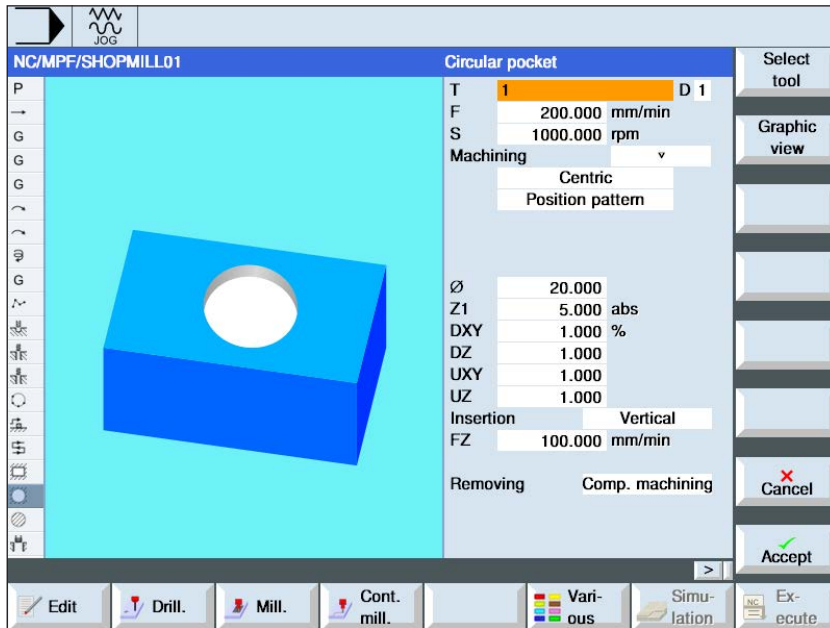 JOG
NC/MPF/SHOPMILL01
Circular pocket
Select
tool
P
T 1 D 1
F 200.000 mm/min
Graphic
view
G
S 1000.000 rpm
G
Machining
G
Centric
Position pattern
G
Ø 20.000
Z1 5.000 abs
DXY 1.000 %
DZ 1.000
UXY 1.000
UZ 1.000
Insertion Vertical
FZ 100.000 mm/min
Removing Comp. machining
Cancel
Accept
>
Edit
Drill.
Mill.
Cont.
mill.
Vari-
ous
Simu-
lation
NC
Ex-
ecute